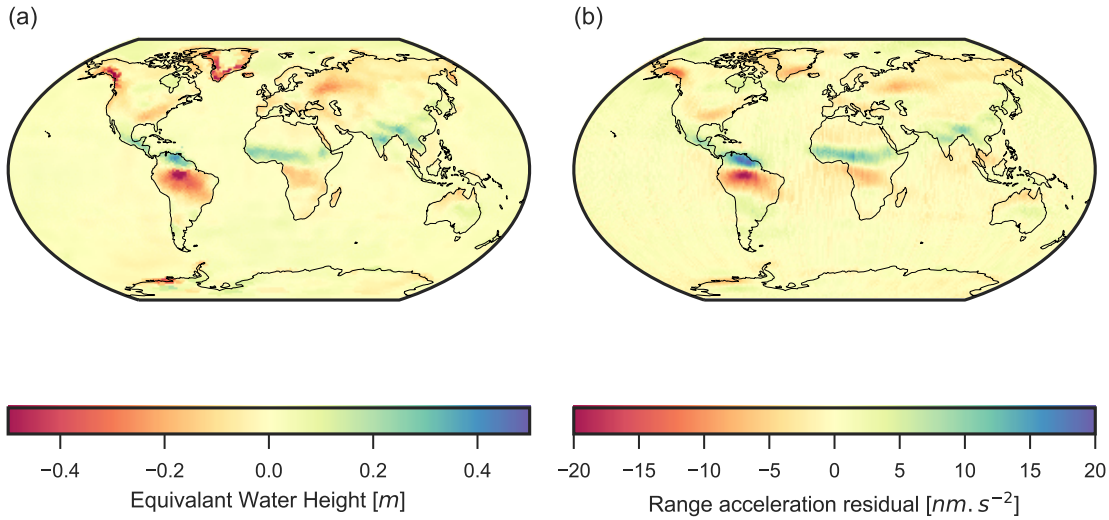 (a)
(b)
−0.4 −0.2 0.0 0.2 0.4
Equivalant Water Height [m]
−20 −15 −10 −5 0 5 10 15 20
Range acceleration residual [nm. s⁻²]